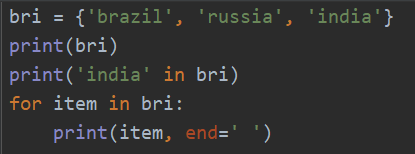 bri = {'brazil', 'russia', 'india'}
print(bri)
print('india' in bri)
for item in bri:
    print(item, end=' ')